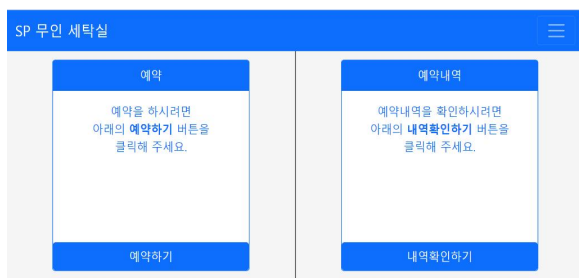 SP 무인 세탁실
예약
예약을 하시려면
아래의 예약하기 버튼을
클릭해 주세요.
예약하기
예약내역
예약내역을 확인하시려면
아래의 내역확인하기 버튼을
클릭해 주세요.
내역확인하기